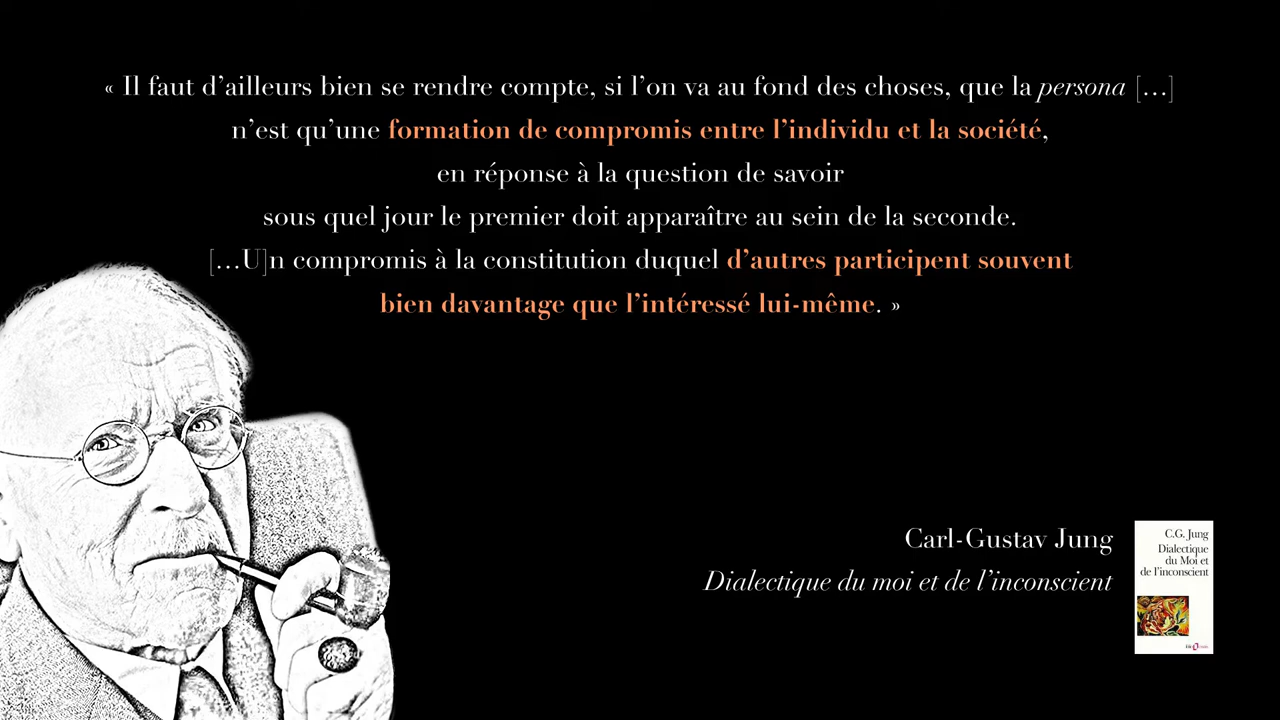 « Il faut d’ailleurs bien se rendre compte, si l’on va au fond des choses, que la persona [...]
n’est qu’une formation de compromis entre l’individu et la société,
en réponse à la question de savoir
sous quel jour le premier doit apparaître au sein de la seconde.
[...U]n compromis à la constitution duquel d’autres participent souvent
bien davantage que l’intéressé lui-même. »
Carl-Gustav Jung
Dialectique du moi et de l’inconscient
C.G. Jung
Dialectique
du Moi et
de l’inconscient